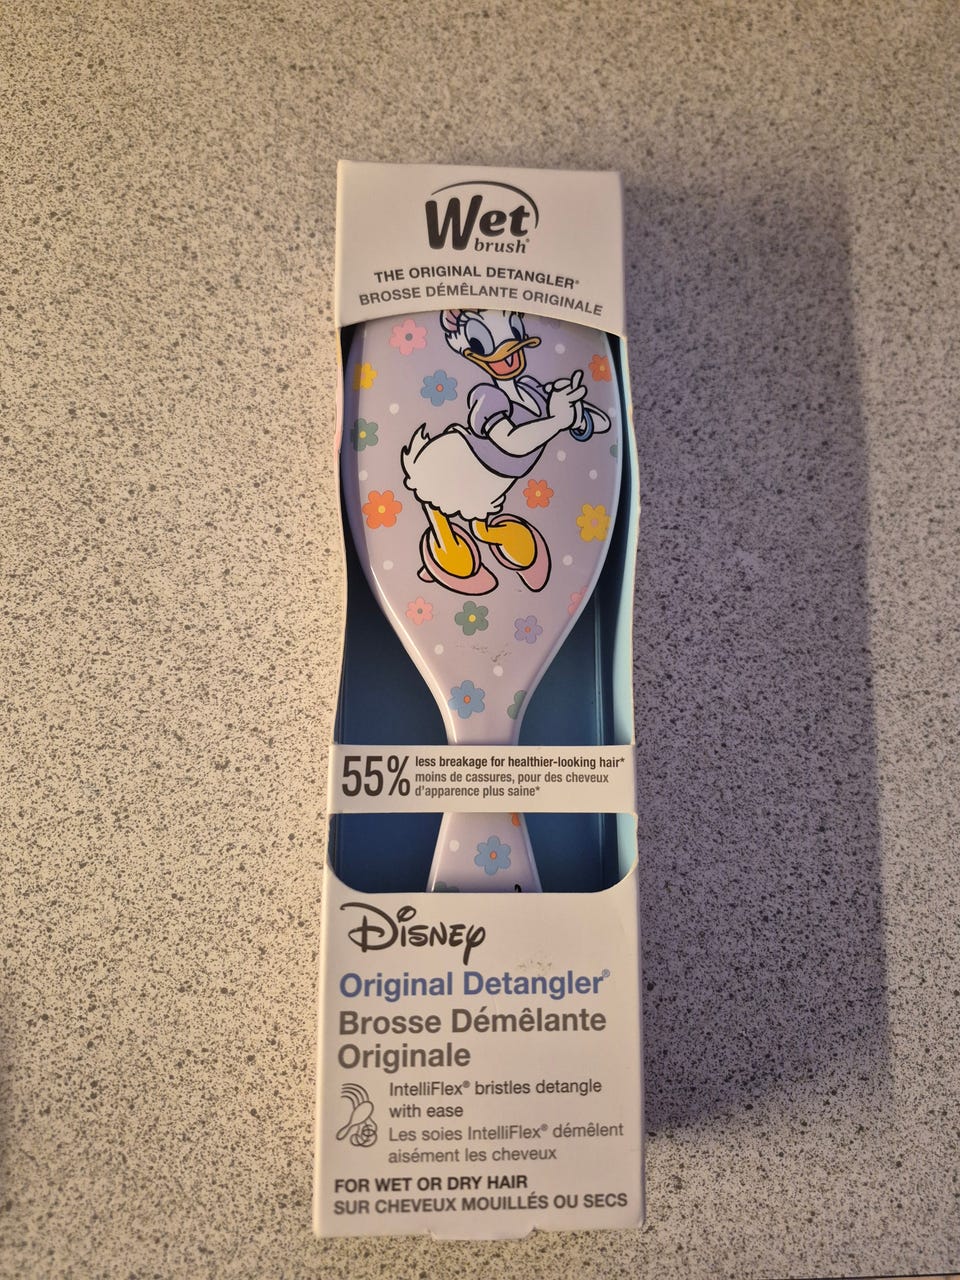 Wet
brush®
THE ORIGINAL DETANGLER®
BROSSE DÉMÊLANTE ORIGINALE
55%
less breakage for healthier-looking hair*
moins de cassures, pour des cheveux
d'apparence plus saine*
Disney
Original Detangler®
Brosse Démêlante
Originale
IntelliFlex® bristles detangle
with ease
Les soies IntelliFlex® démêlent
aisément les cheveux
FOR WET OR DRY HAIR
SUR CHEVEUX MOUILLÉS OU SECS